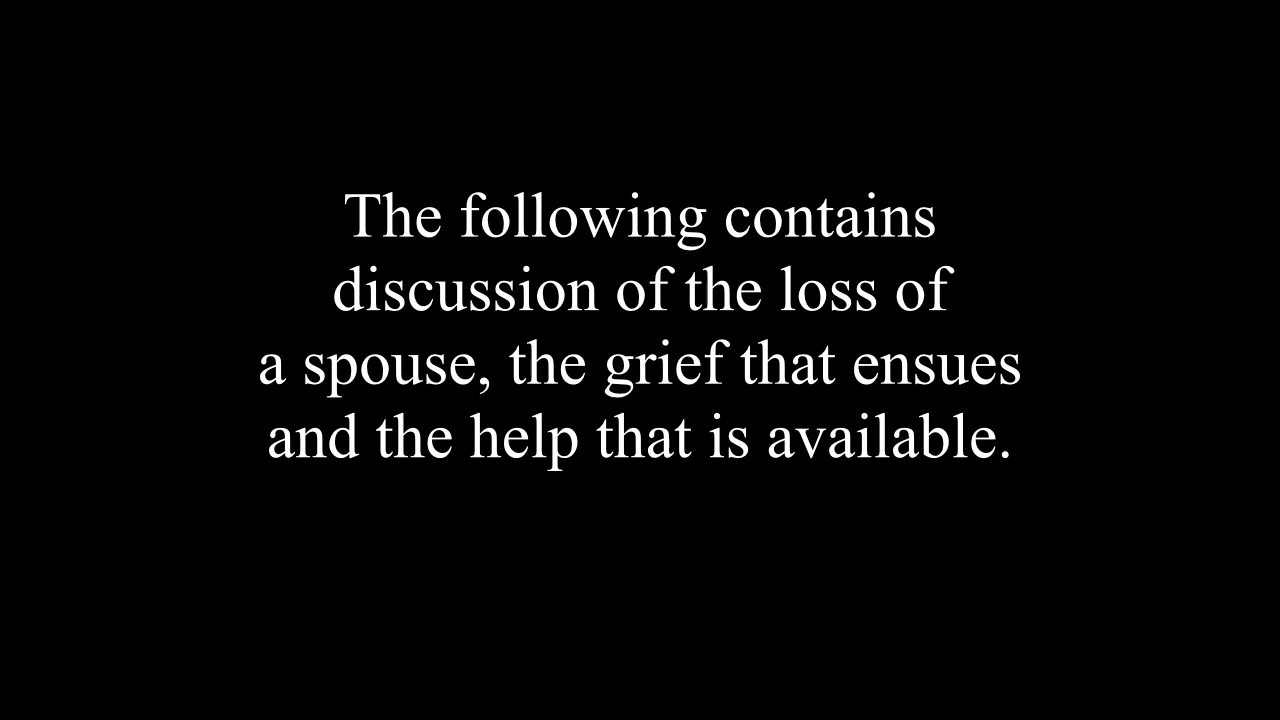 The following contains
discussion of the loss of
a spouse, the grief that ensues
and the help that is available.